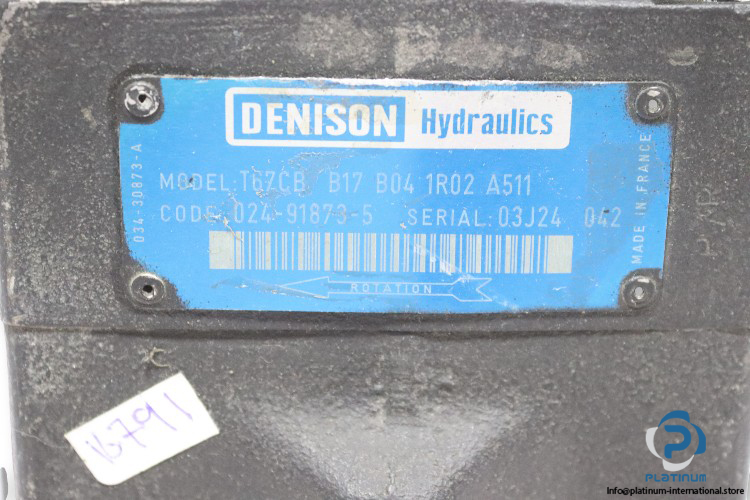 DENISON Hydraulics
034-30873-A
MODEL: T67CB B17 B04 1R02 A511
CODE: 024-91873-5 SERIAL: 03J24 042
MADE IN FRANCE
ROTATION
16791
P
PLATINUM
Info@platinum-international.store